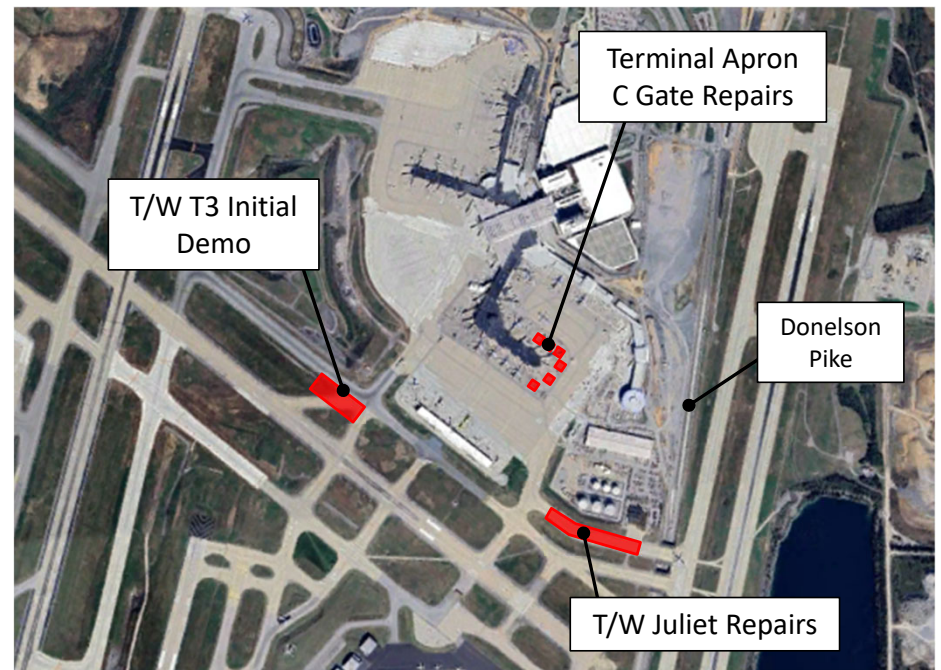 Terminal Apron
C Gate Repairs
T/W T3 Initial
Demo
Donelson
Pike
T/W Juliet Repairs